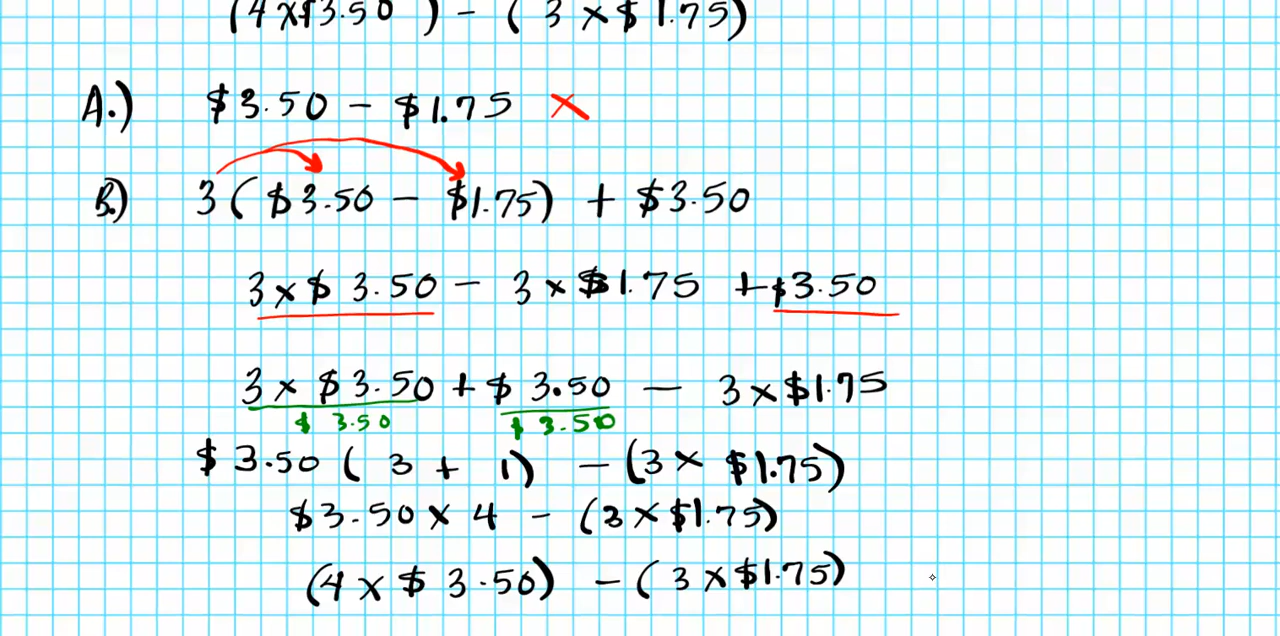 (4 x $3.50) - (3 x $1.75)
A.) $3.50 - $1.75 x
B.) 3($3.50 - $1.75) + $3.50
3 x $3.50 - 3 x $1.75 + $3.50
3 x $3.50 + $3.50 - 3 x $1.75
$3.50 $3.50
$3.50(3 + 1) - (3 x $1.75)
$3.50 x 4 - (3 x $1.75)
(4 x $3.50) - (3 x $1.75)